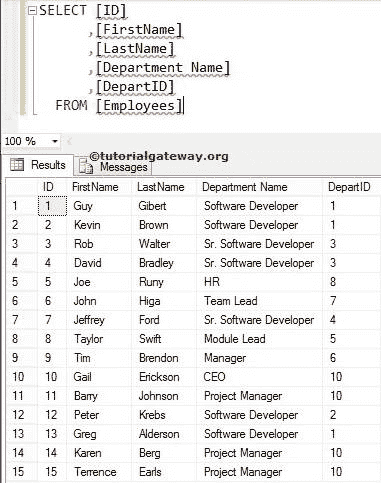 SELECT [ID]
,[FirstName]
,[LastName]
,[Department Name]
,[DepartID]
FROM [Employees]
100 %
©tutorialgateway.org
Results Messages
ID FirstName LastName Department Name DepartID
1 1 Guy Gibert Software Developer 1
2 2 Kevin Brown Software Developer 1
3 3 Rob Walter Sr. Software Developer 3
4 4 David Bradley Sr. Software Developer 3
5 5 Joe Runy HR 8
6 6 John Higa Team Lead 7
7 7 Jeffrey Ford Sr. Software Developer 4
8 8 Taylor Swift Module Lead 5
9 9 Tim Brendon Manager 6
10 10 Gail Erickson CEO 10
11 11 Barry Johnson Project Manager 10
12 12 Peter Krebs Software Developer 2
13 13 Greg Alderson Software Developer 1
14 14 Karen Berg Project Manager 10
15 15 Terrence Earls Project Manager 10